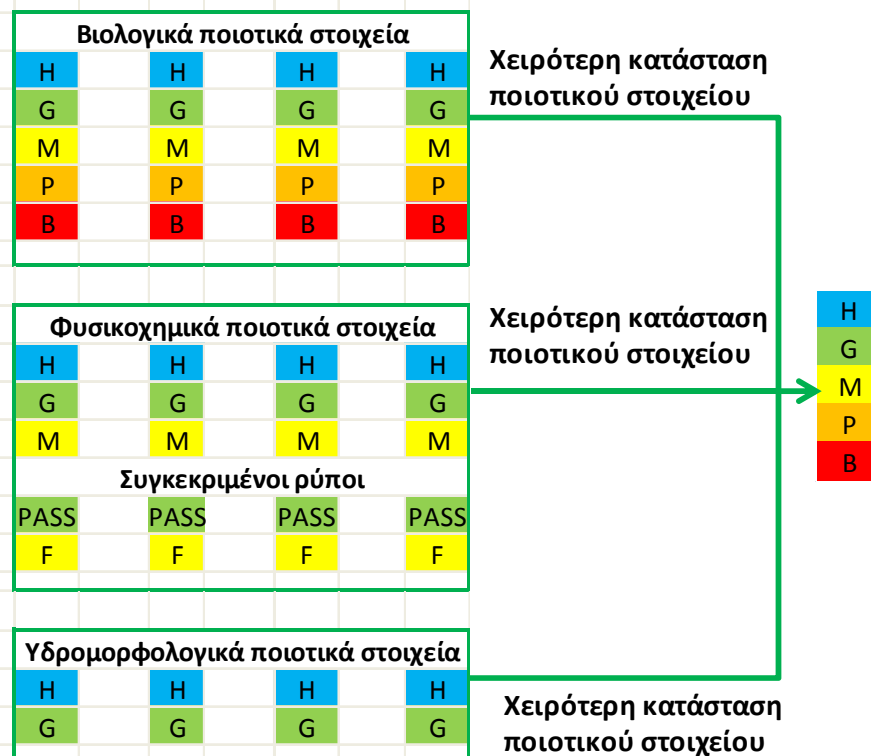 Βιολογικά ποιοτικά στοιχεία
H H H H
G G G G
M M M M
P P P P
B B B B
Χειρότερη κατάσταση
ποιοτικού στοιχείου
Φυσικοχημικά ποιοτικά στοιχεία
H H H H
G G G G
M M M M
Συγκεκριμένοι ρύποι
PASS PASS PASS PASS
F F F F
Χειρότερη κατάσταση
ποιοτικού στοιχείου
H
G
M
P
B
Υδρομορφολογικά ποιοτικά στοιχεία
H H H H
G G G G
Χειρότερη κατάσταση
ποιοτικού στοιχείου